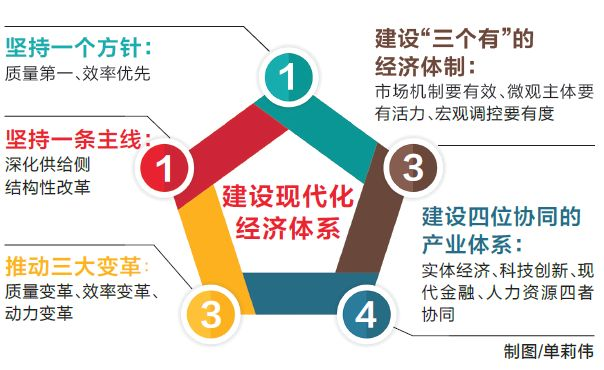 坚持一个方针：
质量第一、效率优先
1
建设“三个有”的
经济体制：
市场机制要有效、微观主体要
有活力、宏观调控要有度
3
坚持一条主线：
深化供给侧
结构性改革
1
建设现代化
经济体系
建设四位协同的
产业体系：
实体经济、科技创新、现
代金融、人力资源四者
协同
4
推动三大变革：
质量变革、效率变革、
动力变革
3
制图/单莉伟